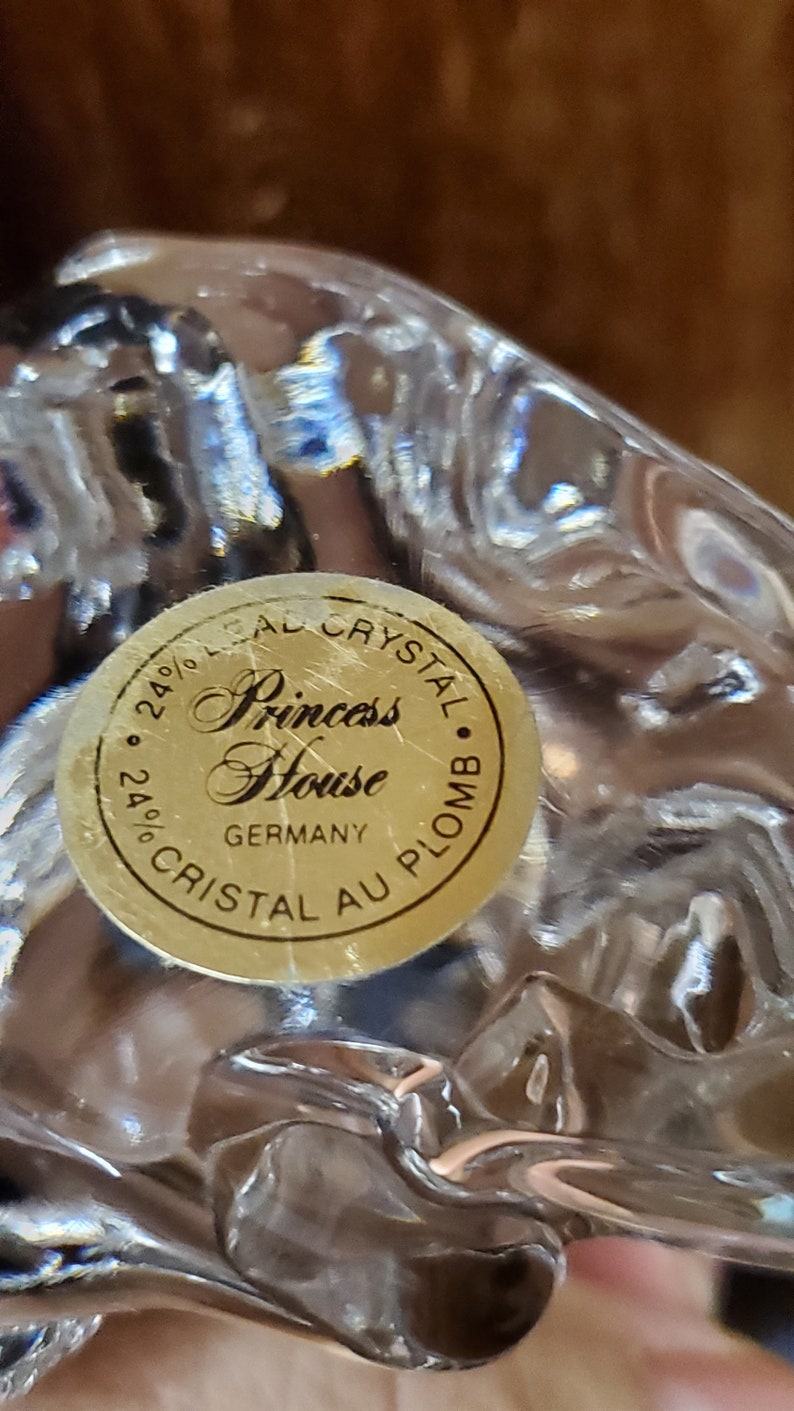 24% LEAD CRYSTAL
Princess
House
GERMANY
24% CRISTAL AU PLOMB